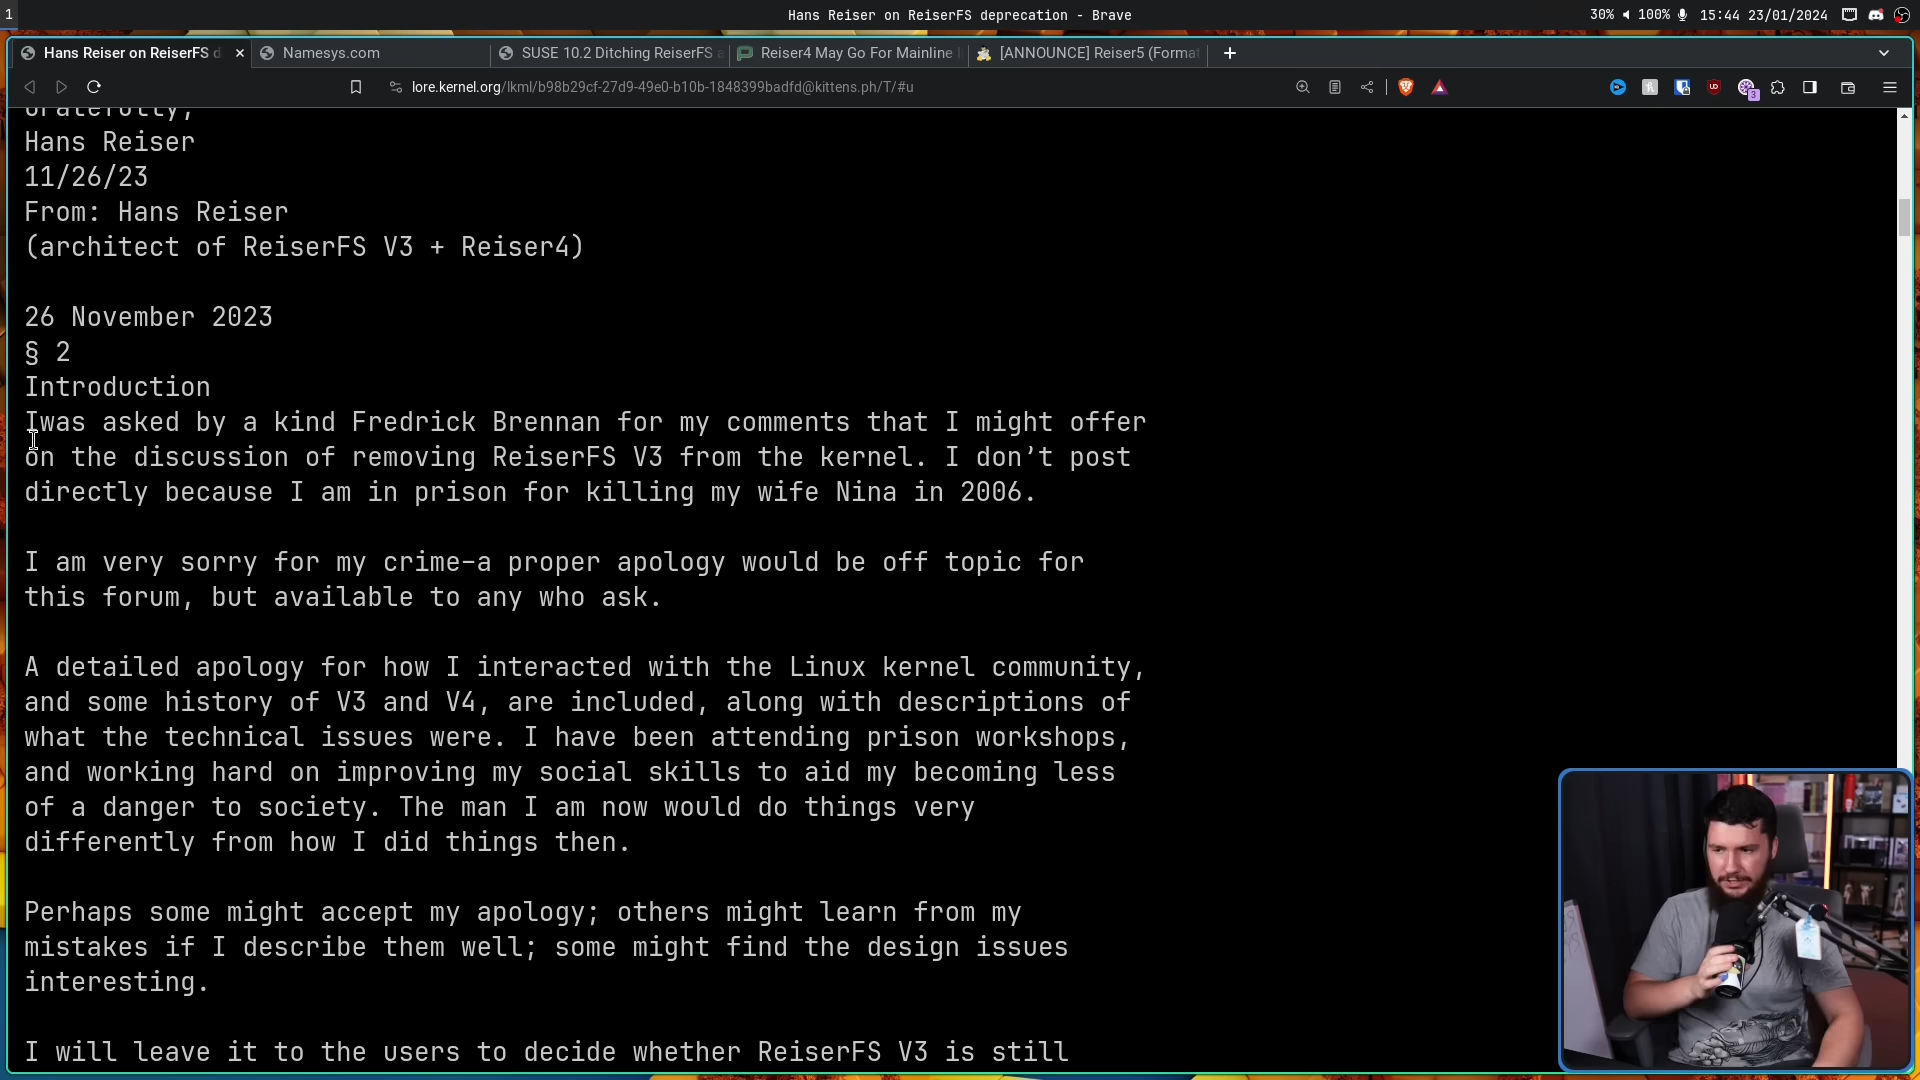 1
Hans Reiser on ReiserFS deprecation - Brave
30% 100% 15:44 23/01/2024
Hans Reiser on ReiserFS d
Namesys.com
SUSE 10.2 Ditching ReiserFS a
Reiser4 May Go For Mainline I
[ANNOUNCE] Reiser5 (Format
lore.kernel.org/lkml/b98b29cf-27d9-49e0-b10b-1848399badfd@kittens.ph/T/#u
3
Gratefully,
Hans Reiser
11/26/23
From: Hans Reiser
(architect of ReiserFS V3 + Reiser4)
26 November 2023
§ 2
Introduction
Iwas asked by a kind Fredrick Brennan for my comments that I might offer
on the discussion of removing ReiserFS V3 from the kernel. I don’t post
directly because I am in prison for killing my wife Nina in 2006.
I am very sorry for my crime–a proper apology would be off topic for
this forum, but available to any who ask.
A detailed apology for how I interacted with the Linux kernel community,
and some history of V3 and V4, are included, along with descriptions of
what the technical issues were. I have been attending prison workshops,
and working hard on improving my social skills to aid my becoming less
of a danger to society. The man I am now would do things very
differently from how I did things then.
Perhaps some might accept my apology; others might learn from my
mistakes if I describe them well; some might find the design issues
interesting.
I will leave it to the users to decide whether ReiserFS V3 is still